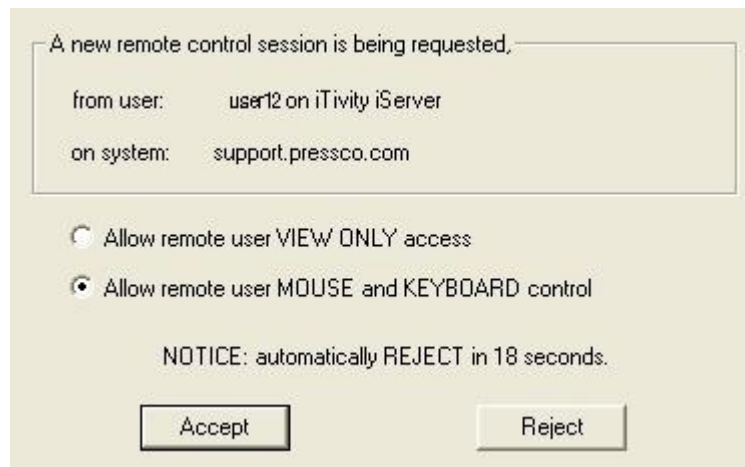 A new remote control session is being requested,
from user: user12 on iTivity iServer
on system: support.pressco.com
Allow remote user VIEW ONLY access
Allow remote user MOUSE and KEYBOARD control
NOTICE: automatically REJECT in 18 seconds.
Accept Reject